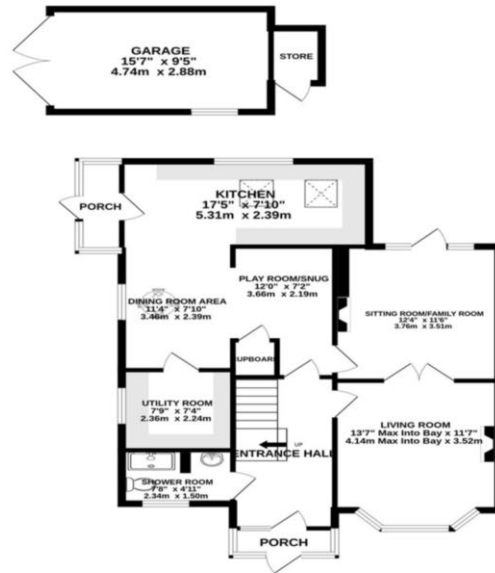 GARAGE
15'7" x 9'5"
4.74m x 2.88m
STORE
KITCHEN
17'5" x 7'10"
5.31m x 2.39m
PORCH
PLAY ROOM/SNUG
12'0" x 7'2"
3.66m x 2.19m
DINING ROOM AREA
11'4" x 7'10"
3.46m x 2.39m
SITTING ROOM/FAMILY ROOM
12'4" x 11'6"
3.76m x 3.51m
CUPBOARD
UTILITY ROOM
7'9" x 7'4"
2.36m x 2.24m
LIVING ROOM
13'7" Max Into Bay x 11'7"
4.14m Max Into Bay x 3.52m
UP
ENTRANCE HALL
SHOWER ROOM
7'8" x 4'11"
2.34m x 1.50m
PORCH